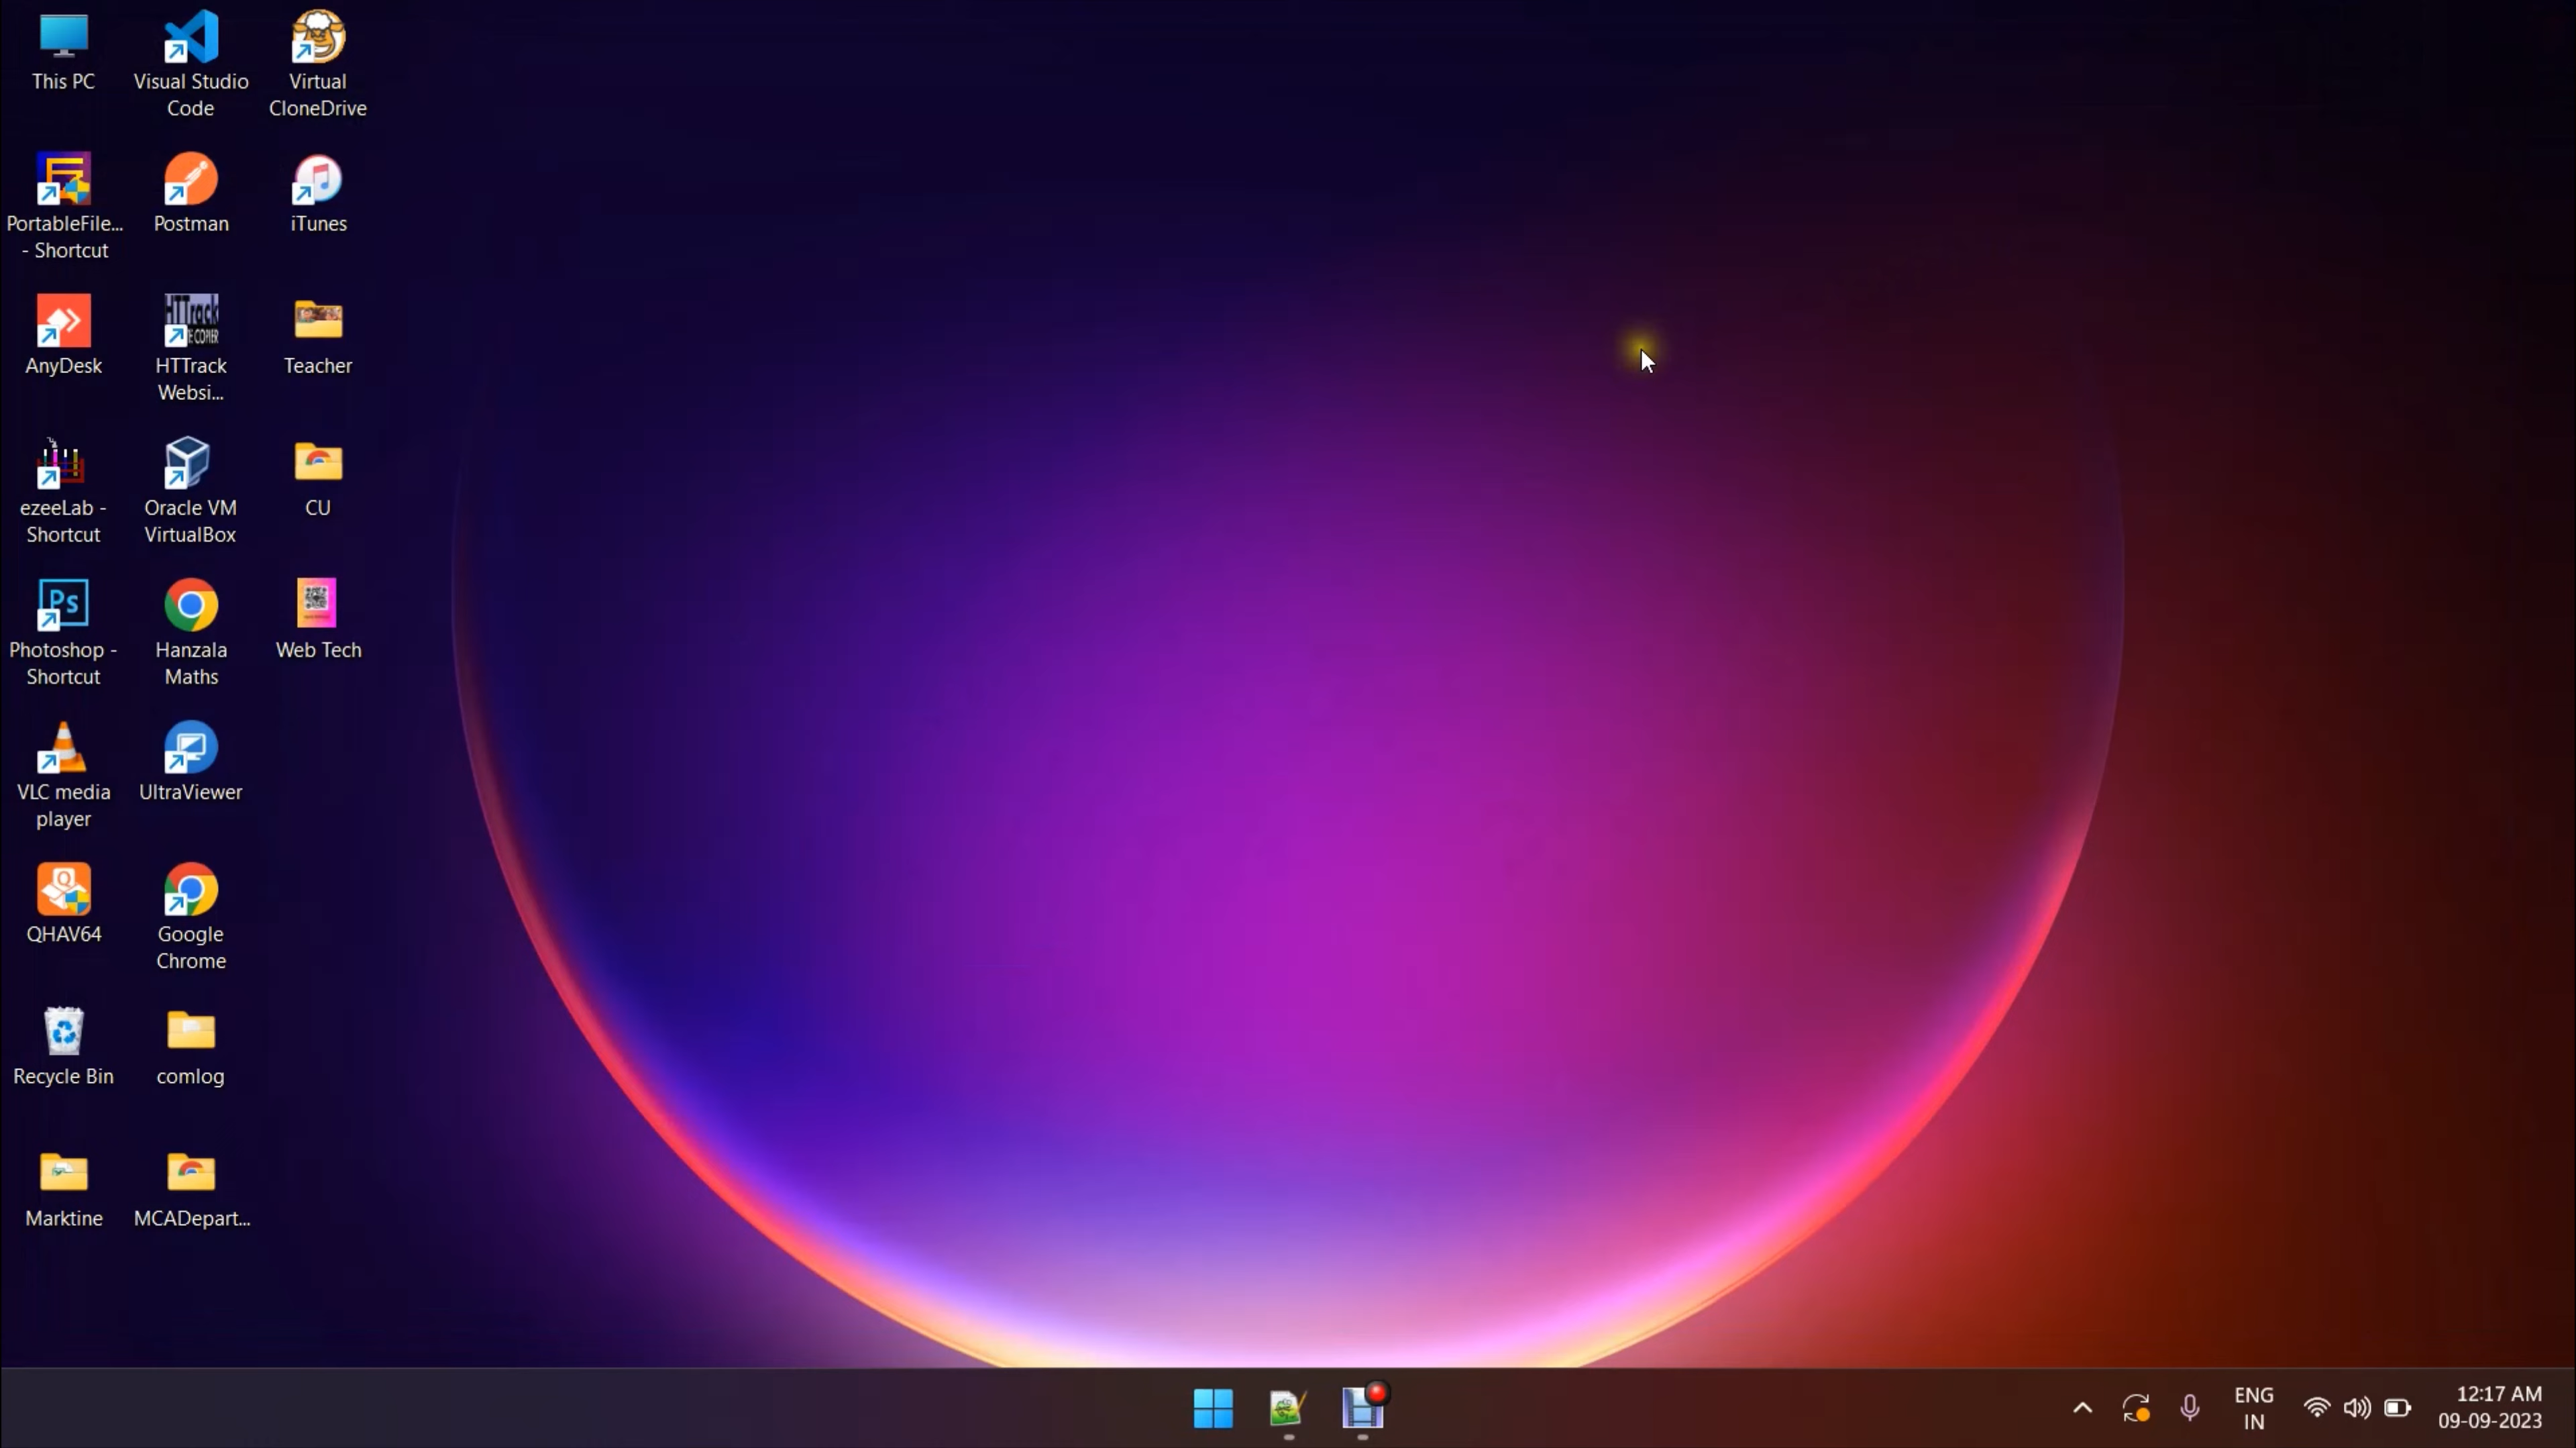 This PC
Visual Studio
Code
Virtual
CloneDrive
PortableFile...
- Shortcut
Postman
iTunes
AnyDesk
HTTrack
Websi...
Teacher
ezeeLab -
Shortcut
Oracle VM
VirtualBox
CU
Ps
Photoshop -
Shortcut
Hanzala
Maths
Web Tech
VLC media
player
UltraViewer
QHAV64
Google
Chrome
Recycle Bin
comlog
Marktine
MCADepart...
ENG
IN
12:17 AM
09-09-2023